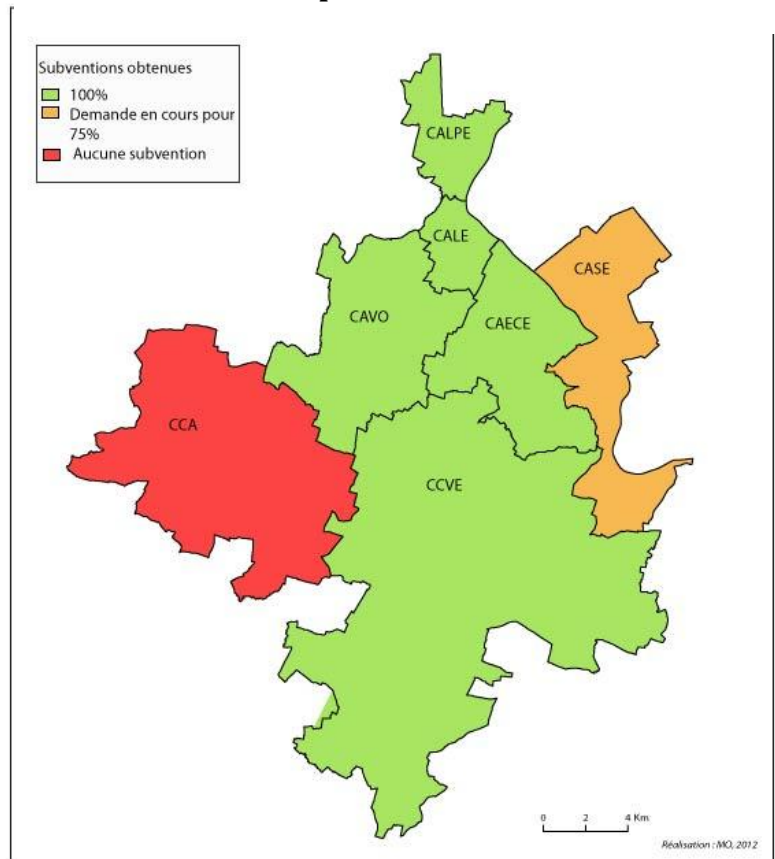 Subventions obtenues
100%
Demande en cours pour
75%
Aucune subvention
CALPE
CALE
CASE
CAVO
CAECE
CCA
CCVE
0 2 4 Km
Réalisation : MO, 2012